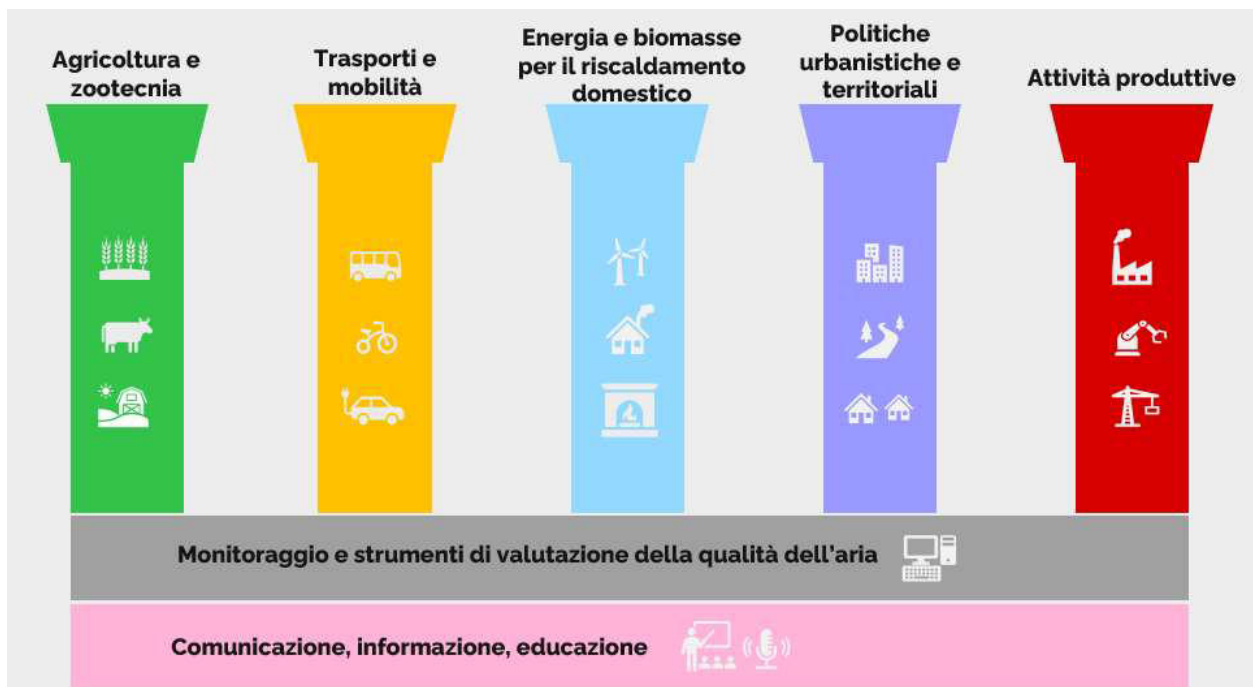 Agricoltura e
zootecnia
Trasporti e
mobilità
Energia e biomasse
per il riscaldamento
domestico
Politiche
urbanistiche e
territoriali
Attività produttive
Monitoraggio e strumenti di valutazione della qualità dell'aria
Comunicazione, informazione, educazione